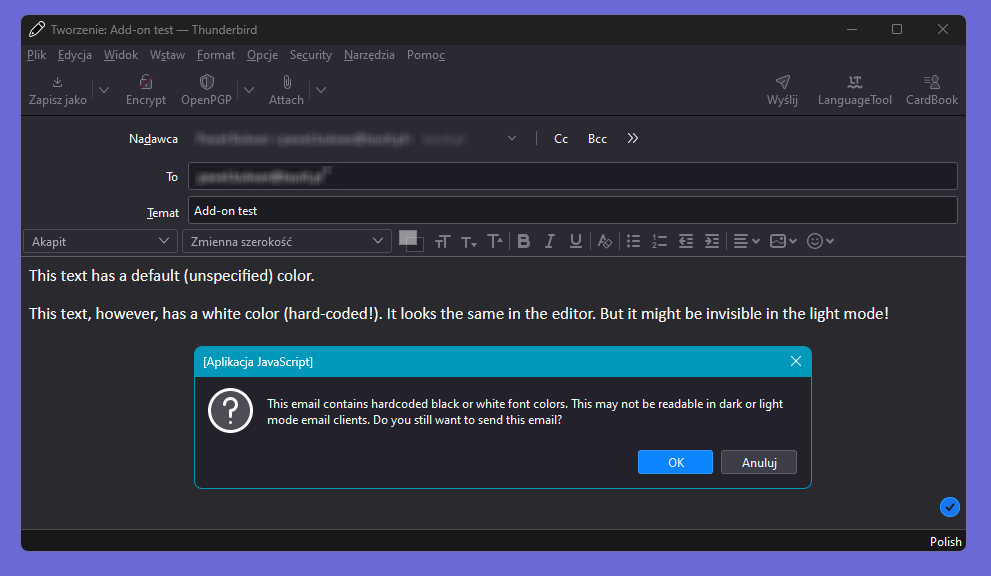 Tworzenie: Add-on test — Thunderbird
Plik Edycja Widok Wstaw Format Opcje Security Narzędzia Pomoc
Zapisz jako Encrypt OpenPGP Attach Wyślij LanguageTool CardBook
Nadawca Cc Bcc
To
Temat Add-on test
Akapit Zmienna szerokość
This text has a default (unspecified) color.
This text, however, has a white color (hard-coded!). It looks the same in the editor. But it might be invisible in the light mode!
[Aplikacja JavaScript]
This email contains hardcoded black or white font colors. This may not be readable in dark or light
mode email clients. Do you still want to send this email?
OK Anuluj
Polish